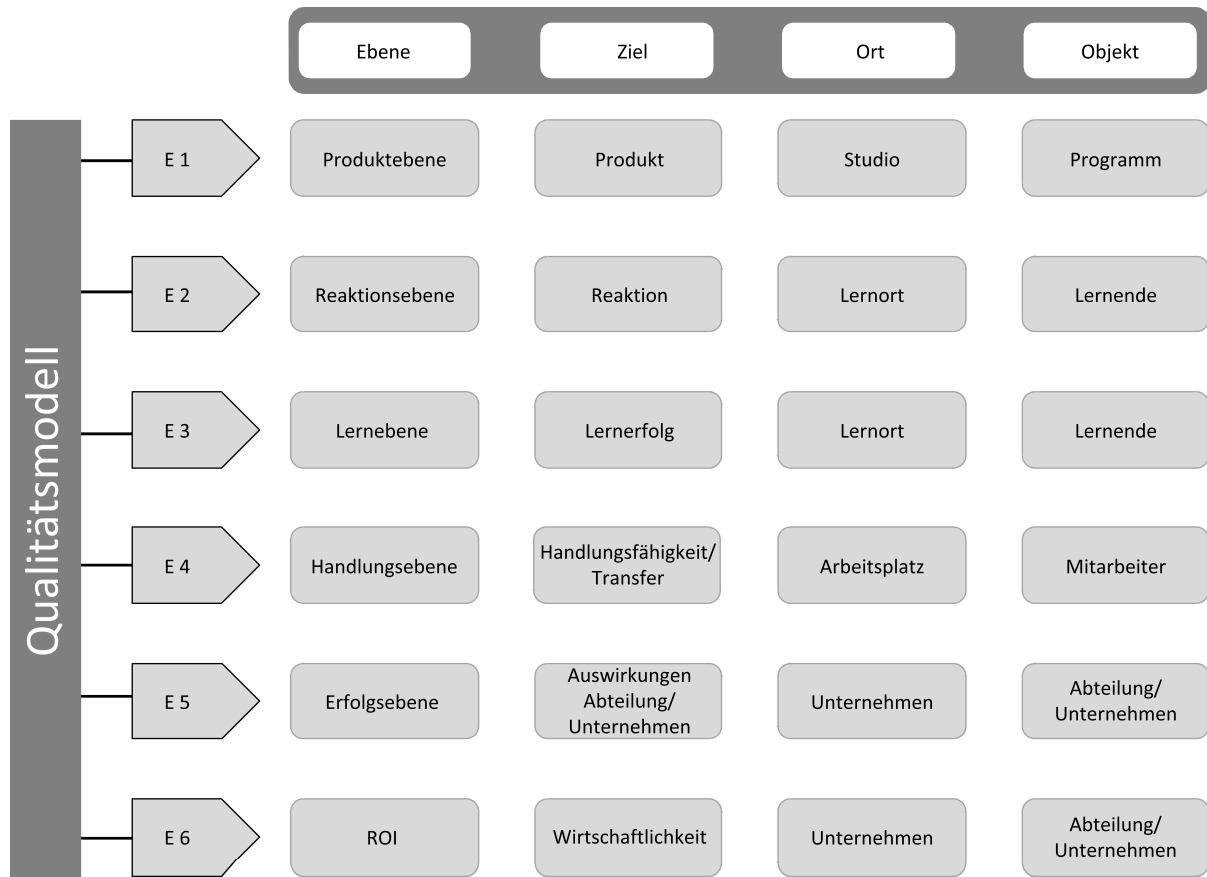 Ebene
Ziel
Ort
Objekt
Qualitätsmodell
E 1
Produktebene
Produkt
Studio
Programm
E 2
Reaktionsebene
Reaktion
Lernort
Lernende
E 3
Lernebene
Lernerfolg
Lernort
Lernende
E 4
Handlungsebene
Handlungsfähigkeit/
Transfer
Arbeitsplatz
Mitarbeiter
E 5
Erfolgsebene
Auswirkungen
Abteilung/
Unternehmen
Unternehmen
Abteilung/
Unternehmen
E 6
ROI
Wirtschaftlichkeit
Unternehmen
Abteilung/
Unternehmen